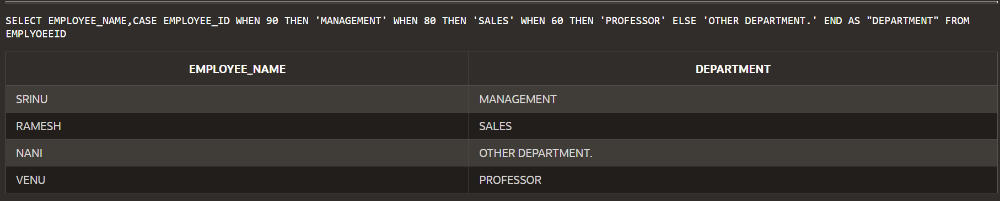 SELECT EMPLOYEE_NAME,CASE EMPLOYEE_ID WHEN 90 THEN 'MANAGEMENT' WHEN 80 THEN 'SALES' WHEN 60 THEN 'PROFESSOR' ELSE 'OTHER DEPARTMENT.' END AS "DEPARTMENT" FROM
EMPLYOEEID
EMPLOYEE_NAME DEPARTMENT
SRINU MANAGEMENT
RAMESH SALES
NANI OTHER DEPARTMENT.
VENU PROFESSOR